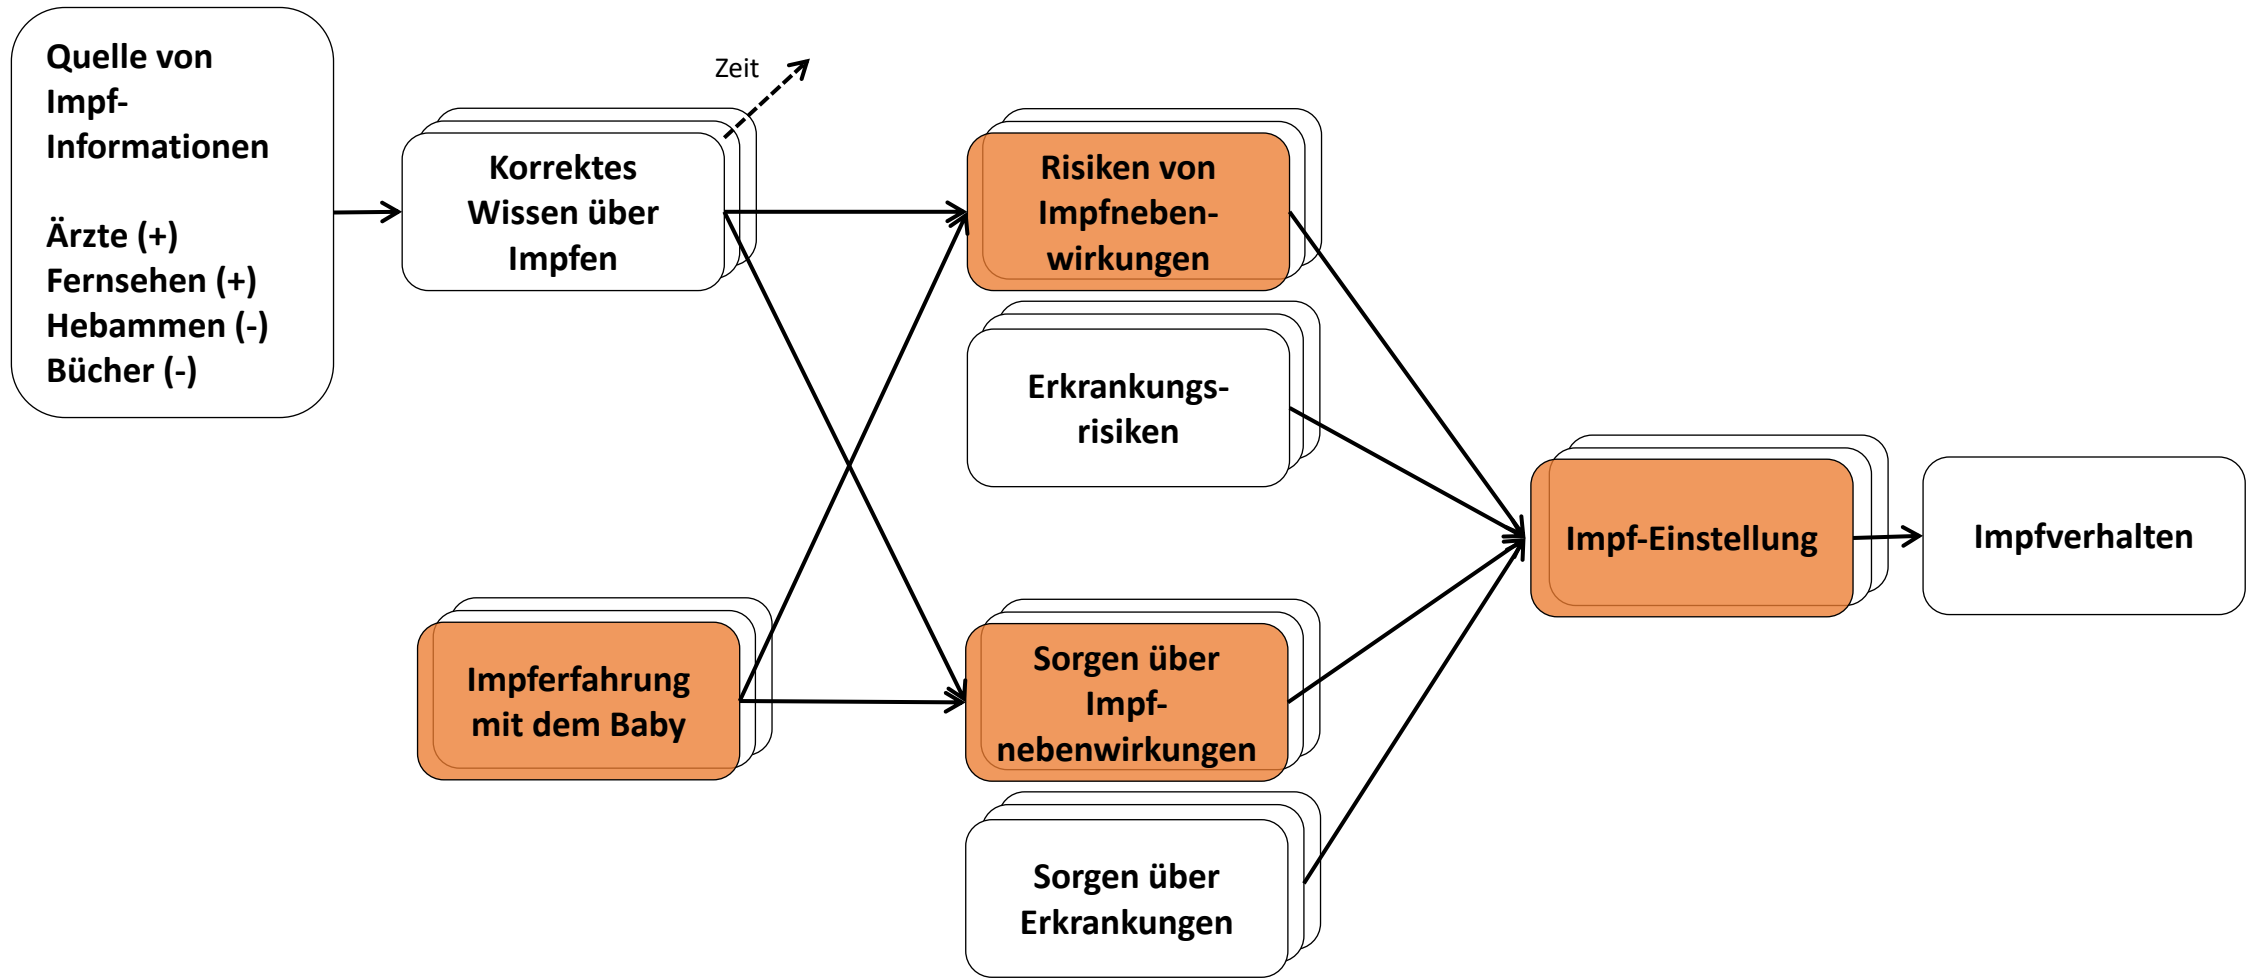 Quelle von
Impf-
Informationen
Ärzte (+)
Fernsehen (+)
Hebammen (-)
Bücher (-)
Zeit
Korrektes
Wissen über
Impfen
Risiken von
Impfneben-
wirkungen
Erkrankungs-
risiken
Impf-Einstellung
Impfverhalten
Impferfahrung
mit dem Baby
Sorgen über
Impf-
nebenwirkungen
Sorgen über
Erkrankungen